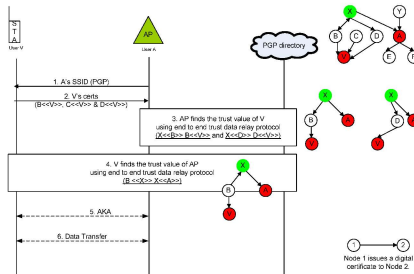 S
T
A
User V
AP
User A
PGP directory
1. A's SSID (PGP)
2. V's certs
(B<<V>>, C<<V>> & D<<V>>)
3. AP finds the trust value of V
using end to end trust data relay protocol
(X<<B>> B<<V>> and X<<D>> D<<V>>)
4. V finds the trust value of AP
using end to end trust data relay protocol
(B <<X>> X<<A>>)
X
B
A
V
5. AKA
6. Data Transfer
X
Y
B
C
D
A
V
E
F
X
B
A
V
X
D
A
V
1
2
Node 1 issues a digital
certificate to Node 2.